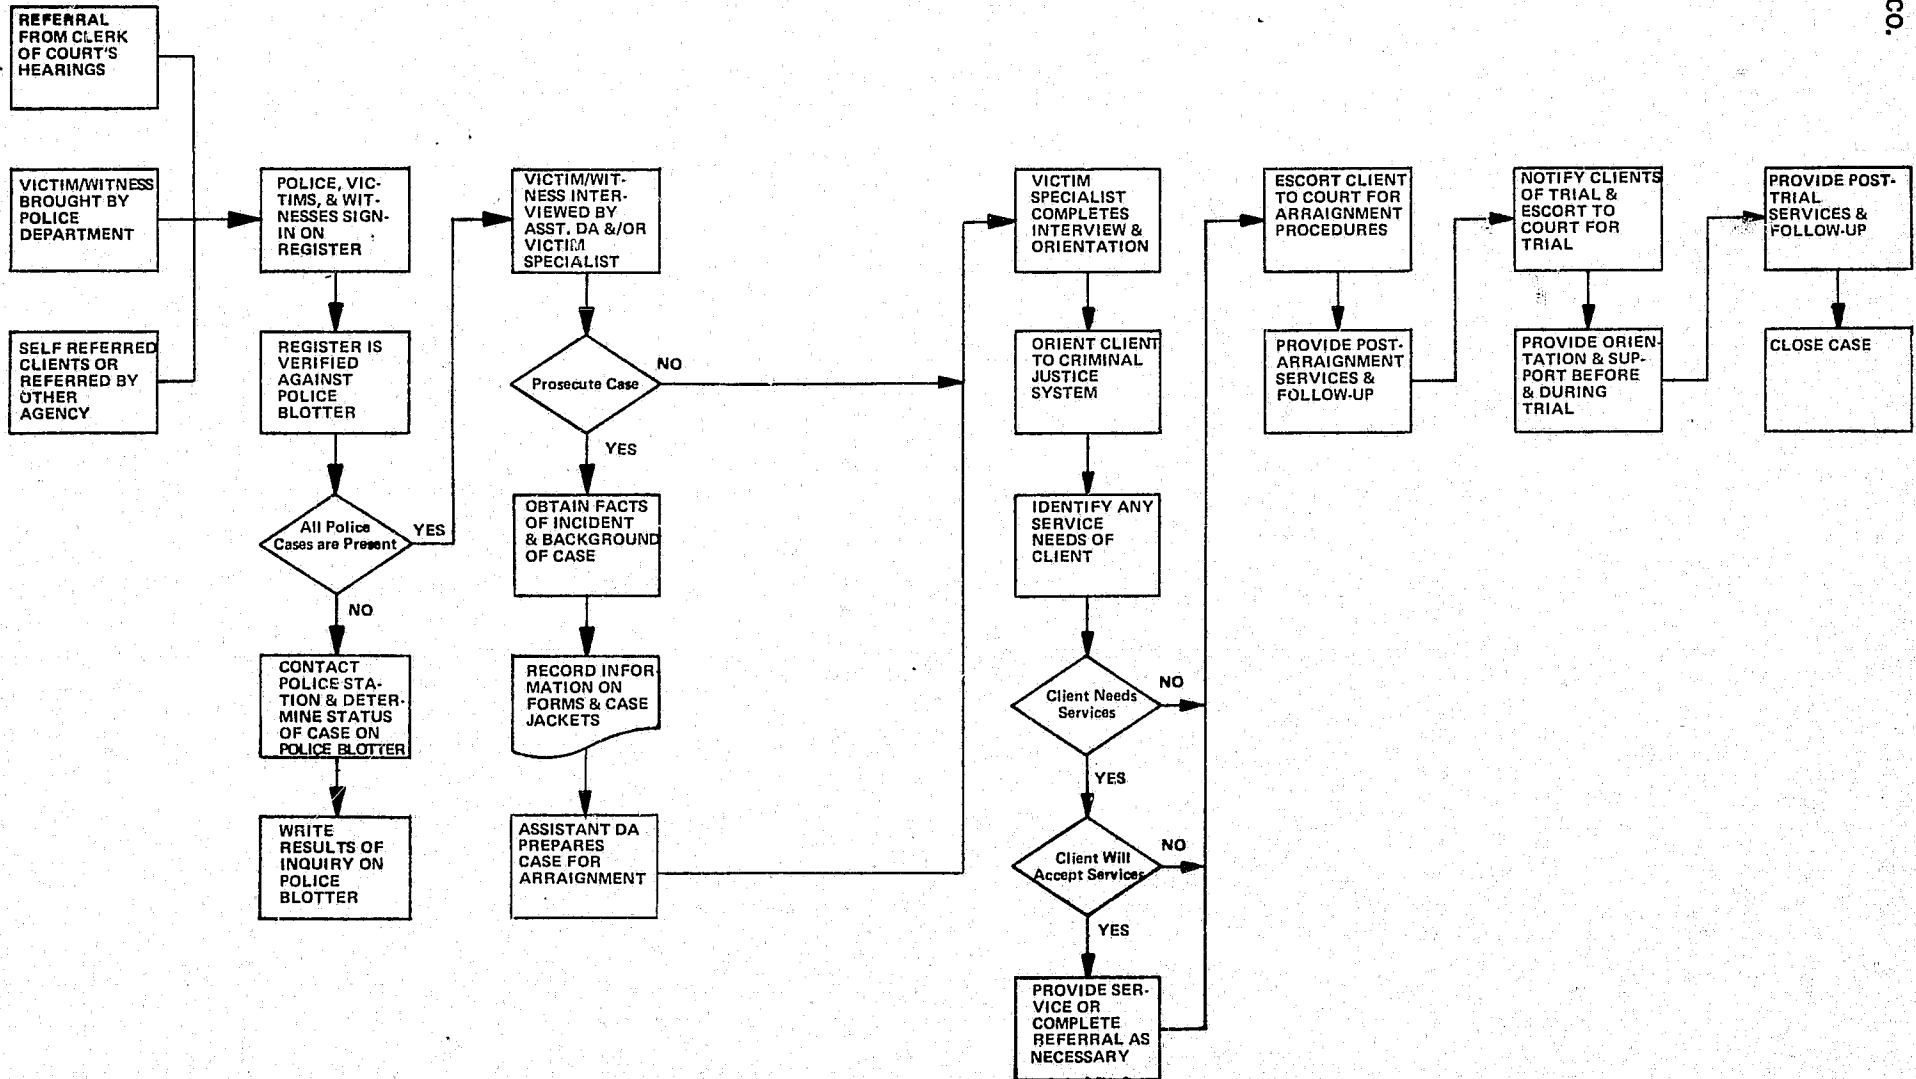 CO.
REFERRAL
FROM CLERK
OF COURT'S
HEARINGS
VICTIM/WITNESS
BROUGHT BY
POLICE
DEPARTMENT
SELF REFERRED
CLIENTS OR
REFERRED BY
OTHER
AGENCY
POLICE, VIC-
TIMS, & WIT-
NESSES SIGN-
IN ON
REGISTER
REGISTER IS
VERIFIED
AGAINST
POLICE
BLOTTER
All Police
Cases are Present
YES
NO
CONTACT
POLICE STA-
TION & DETER-
MINE STATUS
OF CASE ON
POLICE BLOTTER
WRITE
RESULTS OF
INQUIRY ON
POLICE
BLOTTER
VICTIM/WIT-
NESS INTER-
VIEWED BY
ASST. DA &/OR
VICTIM
SPECIALIST
Prosecute Case
NO
YES
OBTAIN FACTS
OF INCIDENT
& BACKGROUND
OF CASE
RECORD INFOR-
MATION ON
FORMS & CASE
JACKETS
ASSISTANT DA
PREPARES
CASE FOR
ARRAIGNMENT
VICTIM
SPECIALIST
COMPLETES
INTERVIEW &
ORIENTATION
ORIENT CLIENT
TO CRIMINAL
JUSTICE
SYSTEM
IDENTIFY ANY
SERVICE
NEEDS OF
CLIENT
Client Needs
Services
NO
YES
Client Will
Accept Services
NO
YES
PROVIDE SER-
VICE OR
COMPLETE
REFERRAL AS
NECESSARY
ESCORT CLIENT
TO COURT FOR
ARRAIGNMENT
PROCEDURES
PROVIDE POST-
ARRAIGNMENT
SERVICES &
FOLLOW-UP
NOTIFY CLIENTS
OF TRIAL &
ESCORT TO
COURT FOR
TRIAL
PROVIDE ORIEN-
TATION & SUP-
PORT BEFORE
& DURING
TRIAL
PROVIDE POST-
TRIAL
SERVICES &
FOLLOW-UP
CLOSE CASE